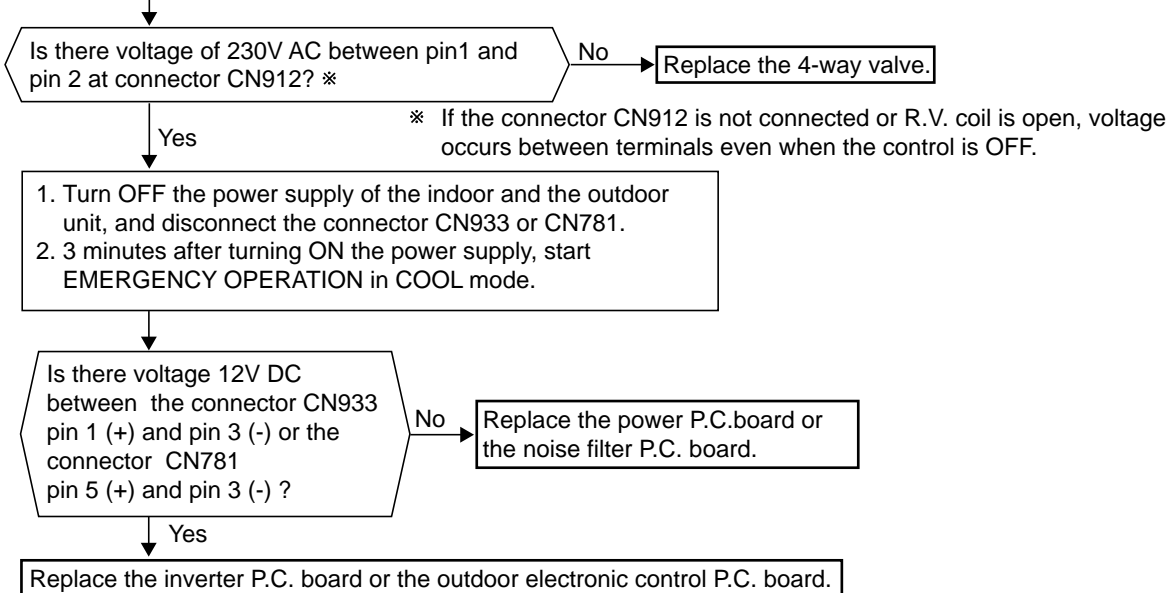 Is there voltage of 230V AC between pin1 and
pin 2 at connector CN912? ※
No
Replace the 4-way valve.
※ If the connector CN912 is not connected or R.V. coil is open, voltage
occurs between terminals even when the control is OFF.
Yes
1. Turn OFF the power supply of the indoor and the outdoor
unit, and disconnect the connector CN933 or CN781.
2. 3 minutes after turning ON the power supply, start
EMERGENCY OPERATION in COOL mode.
Is there voltage 12V DC
between the connector CN933
pin 1 (+) and pin 3 (-) or the
connector CN781
pin 5 (+) and pin 3 (-) ?
No
Replace the power P.C.board or
the noise filter P.C. board.
Yes
Replace the inverter P.C. board or the outdoor electronic control P.C. board.